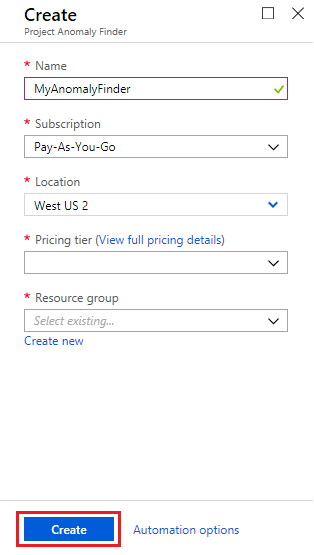 Create
Project Anomaly Finder
* Name
MyAnomalyFinder
* Subscription
Pay-As-You-Go
* Location
West US 2
* Pricing tier (View full pricing details)
* Resource group
Select existing...
Create new
Create
Automation options